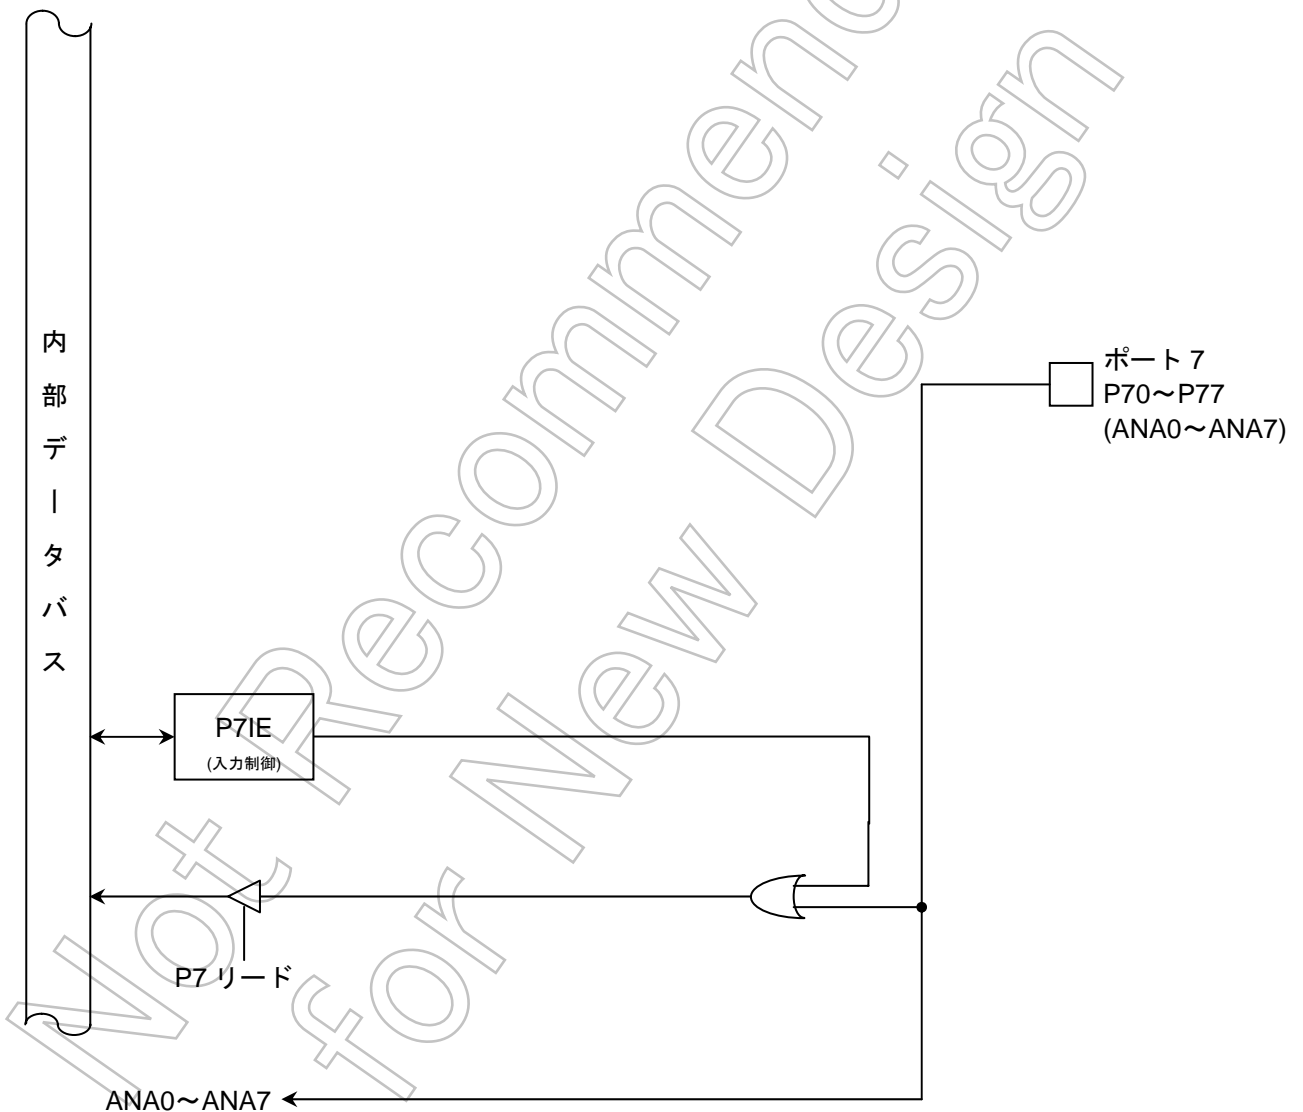 内部データバス
ポート 7
P70～P77
(ANA0～ANA7)
P7IE
(入力制御)
P7 リード
ANA0～ANA7
Not Recommend
for New Design